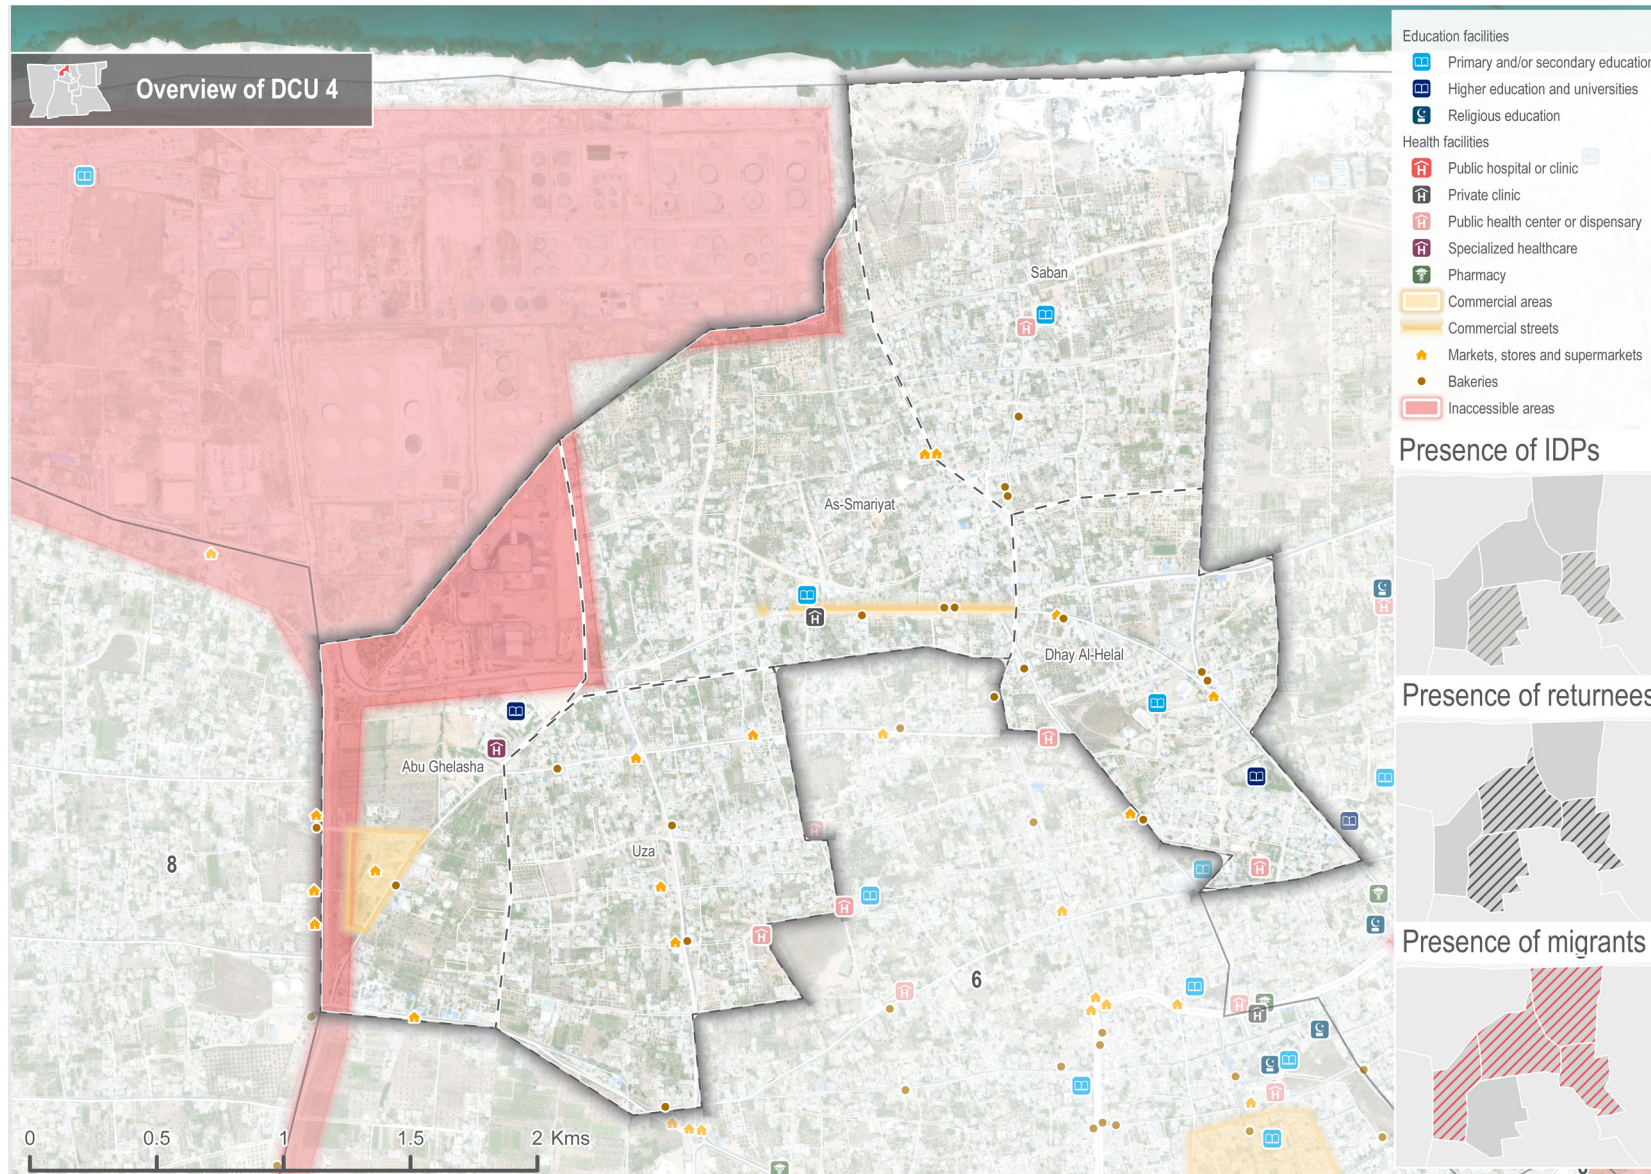 Overview of DCU 4
Education facilities
Primary and/or secondary education
Higher education and universities
Religious education
Health facilities
Public hospital or clinic
Private clinic
Public health center or dispensary
Specialized healthcare
Pharmacy
Commercial areas
Commercial streets
Markets, stores and supermarkets
Bakeries
Inaccessible areas
Presence of IDPs
Presence of returnees
Presence of migrants
Saban
As-Smariyat
Dhay Al-Helal
Abu Ghelasha
Uza
8
6
0 0.5 1 1.5 2 Kms